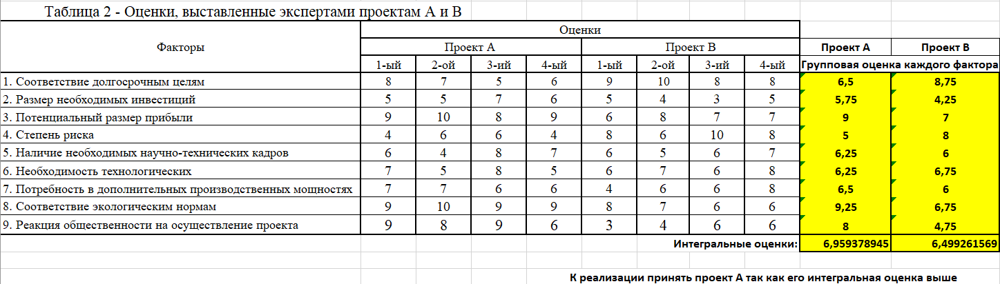 Таблица 2 - Оценки, выставленные экспертами проектам А и В
Факторы Оценки
Проект А Проект В Проект А Проект В
1-ый 2-ой 3-ий 4-ый 1-ый 2-ой 3-ий 4-ый Групповая оценка каждого фактора
1. Соответствие долгосрочным целям 8 7 5 6 9 10 8 8 6,5 8,75
2. Размер необходимых инвестиций 5 5 7 6 5 4 3 5 5,75 4,25
3. Потенциальный размер прибыли 9 10 8 9 6 8 7 7 9 7
4. Степень риска 4 6 6 4 8 6 10 8 5 8
5. Наличие необходимых научно-технических кадров 6 4 8 7 6 5 6 7 6,25 6
6. Необходимость технологических 7 5 8 5 6 7 6 8 6,25 6,75
7. Потребность в дополнительных производственных мощностях 7 7 6 6 4 6 6 8 6,5 6
8. Соответствие экологическим нормам 9 10 9 9 8 7 6 6 9,25 6,75
9. Реакция общественности на осуществление проекта 9 8 9 6 3 4 6 6 8 4,75
Интегральные оценки: 6,959378945 6,499261569
К реализации принять проект А так как его интегральная оценка выше